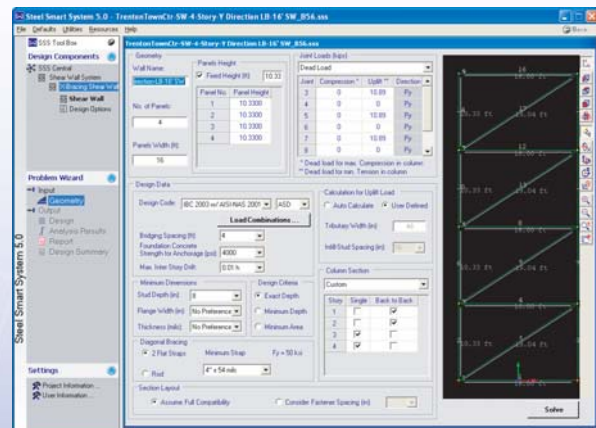 Steel Smart System 5.0 - TrentonTownCtr-SW-4-Story-Y Direction LB-16' SW_B56.sss
File Defaults Utilities Resources Help
SSS Tool Box
Design Components
SSS Central
Shear Wall System
X-Bracing Shear Wall
Shear Wall
Design Options
Problem Wizard
Input
Geometry
Output
Design
Analysis Results
Report
Design Summary
Settings
Project Information...
User Information...
Steel Smart System 5.0
TrentonTownCtr-SW-4-Story-Y Direction LB-16' SW_B56.sss
Geometry
Wall Name:
No. of Panels:
4
Panels Width (ft)
16
Panels Height
Fixed Height (ft) 10.33
Panel No. Panel Height
1 10.3300
2 10.3300
3 10.3300
4 10.3300
Joint Loads (kips)
Dead Load
Joint Compression * Uplift ** Direction
3 0 10.89 Py
4 0 0 Py
6 0 10.89 Py
7 0 10.89 Py
8 0 0 Py
* Dead load for max. Compression in column
** Dead load for min. Tension in column
Design Data
Design Code: IBC 2003 w/ AISI NAS 2001 ASD
Load Combinations ...
Bridging Spacing (ft) 4
Foundation Concrete
Strength for Anchorage (psi) 4000
Max. Inter Story Drift: 0.01 h
Calculation for Uplift Load
Auto Calculate User Defined
Tributary Width (in)
Infill Stud Spacing (in)
Minimum Dimensions
Stud Depth (in) 8
Flange Width (in) No Preference
Thickness (mils) No Preference
Design Criteria
Exact Depth
Minimum Depth
Minimum Area
Column Section
Custom
Story Single Back to Back
1
2
3
4
Diagonal Bracing
2 Flat Straps Minimum Strap Fy = 50 ksi
Rod 4" x 54 mils
Section Layout
Assume Full Compatibility Consider Fastener Spacing (in)
Solve